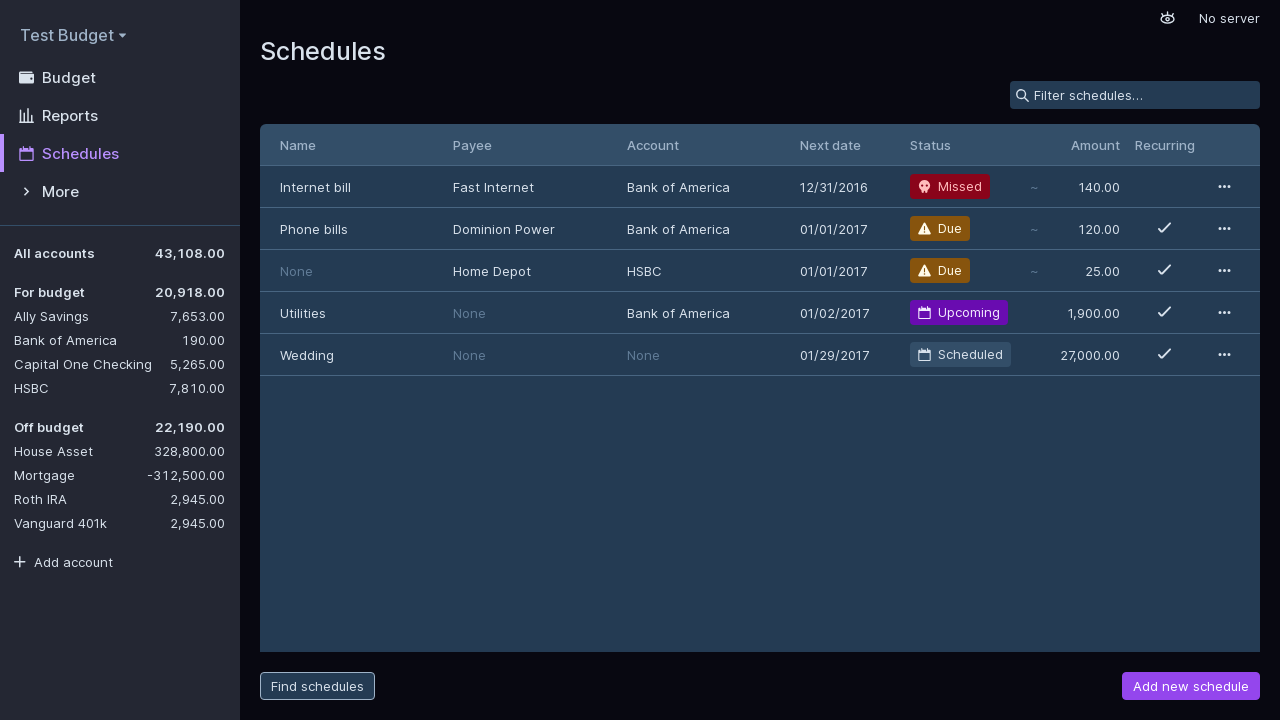 No server
Test Budget
Schedules
Budget
Reports
Schedules
More
Filter schedules…
Name Payee Account Next date Status Amount Recurring
Internet bill Fast Internet Bank of America 12/31/2016 Missed ~ 140.00
Phone bills Dominion Power Bank of America 01/01/2017 Due ~ 120.00
None Home Depot HSBC 01/01/2017 Due ~ 25.00
Utilities None Bank of America 01/02/2017 Upcoming 1,900.00
Wedding None None 01/29/2017 Scheduled 27,000.00
All accounts 43,108.00
For budget 20,918.00
Ally Savings 7,653.00
Bank of America 190.00
Capital One Checking 5,265.00
HSBC 7,810.00
Off budget 22,190.00
House Asset 328,800.00
Mortgage -312,500.00
Roth IRA 2,945.00
Vanguard 401k 2,945.00
Add account
Find schedules
Add new schedule